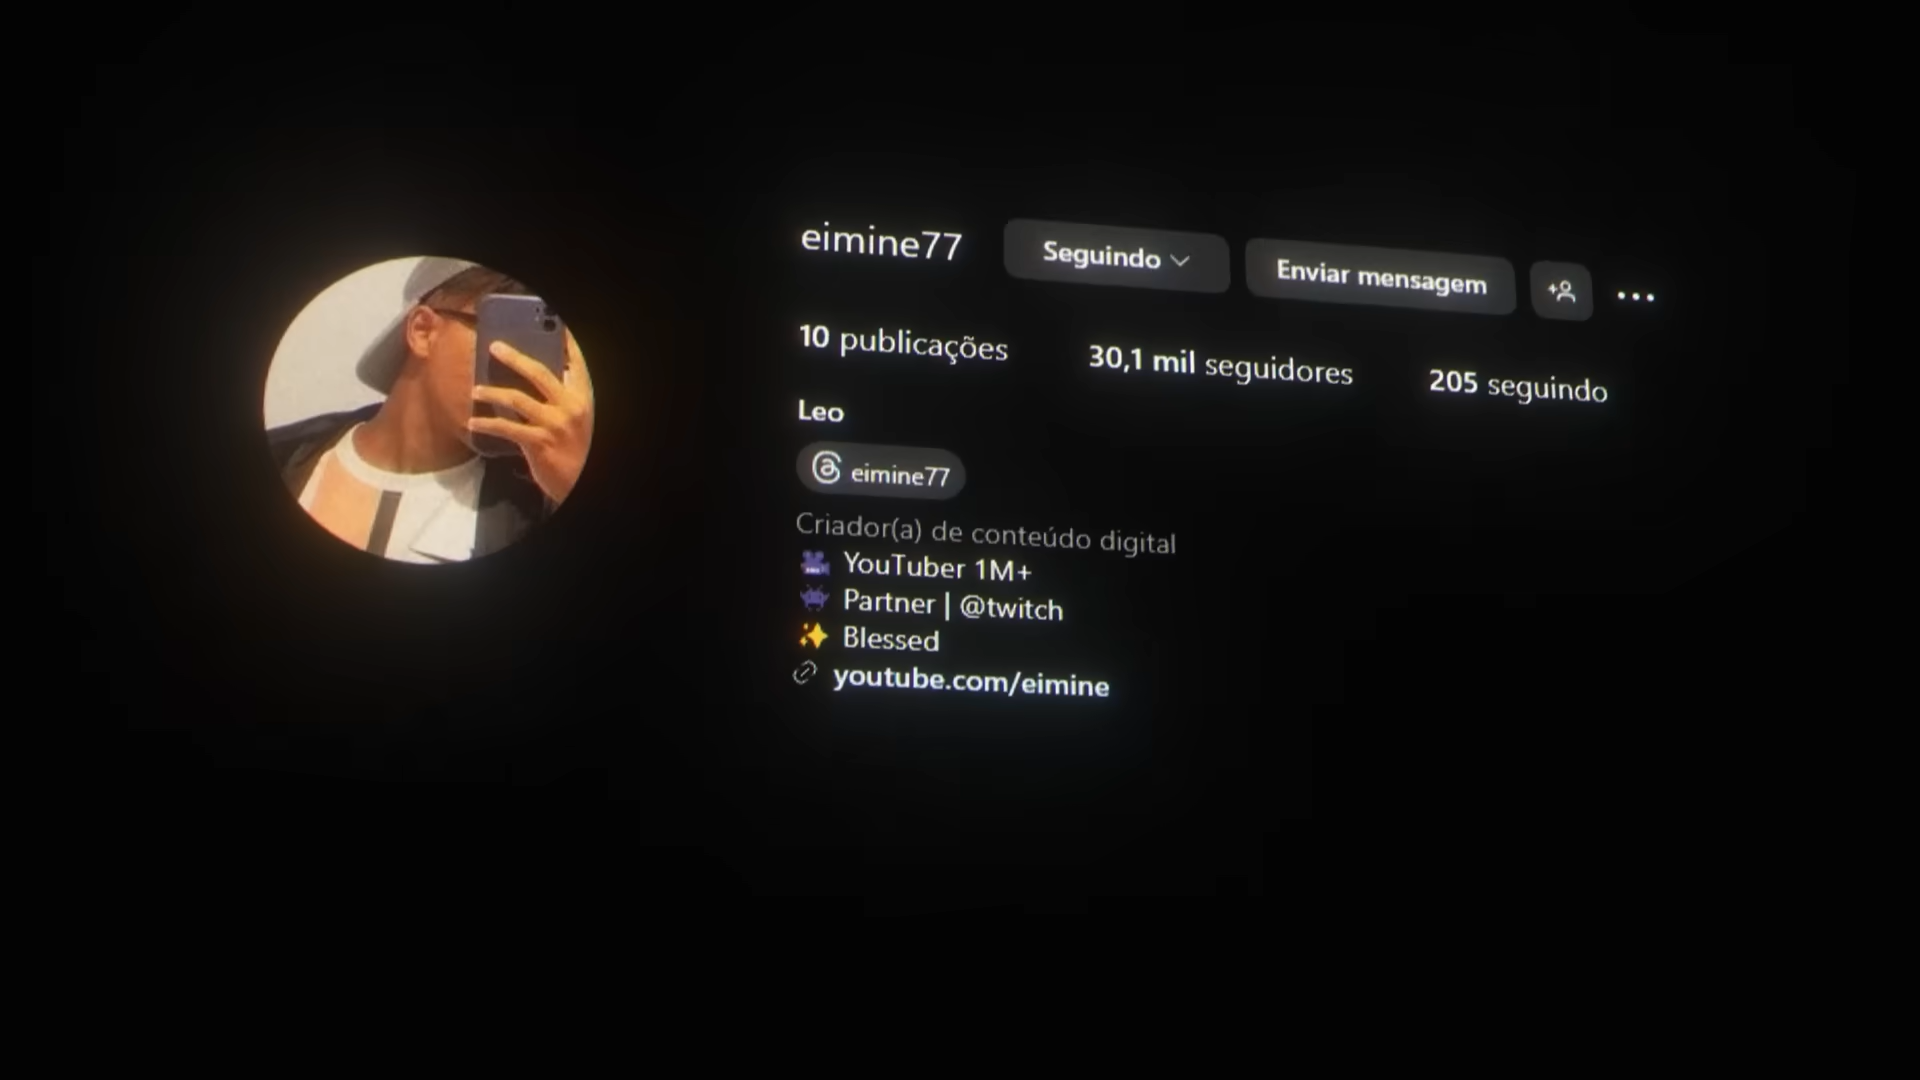 eimine77 Seguindo Enviar mensagem
10 publicações 30,1 mil seguidores 205 seguindo
Leo
eimine77
Criador(a) de conteúdo digital
🎥 YouTuber 1M+
👾 Partner | @twitch
✨ Blessed
youtube.com/eimine